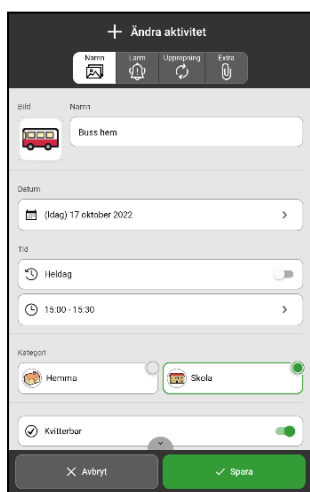 Ändra aktivitet
Namn Larm Upprepning Extra
Bild Namn
Buss hem
Datum
(Idag) 17 oktober 2022
Tid
Heldag
15:00 - 15:30
Kategori
Hemma Skola
Kvitterbar
Avbryt Spara